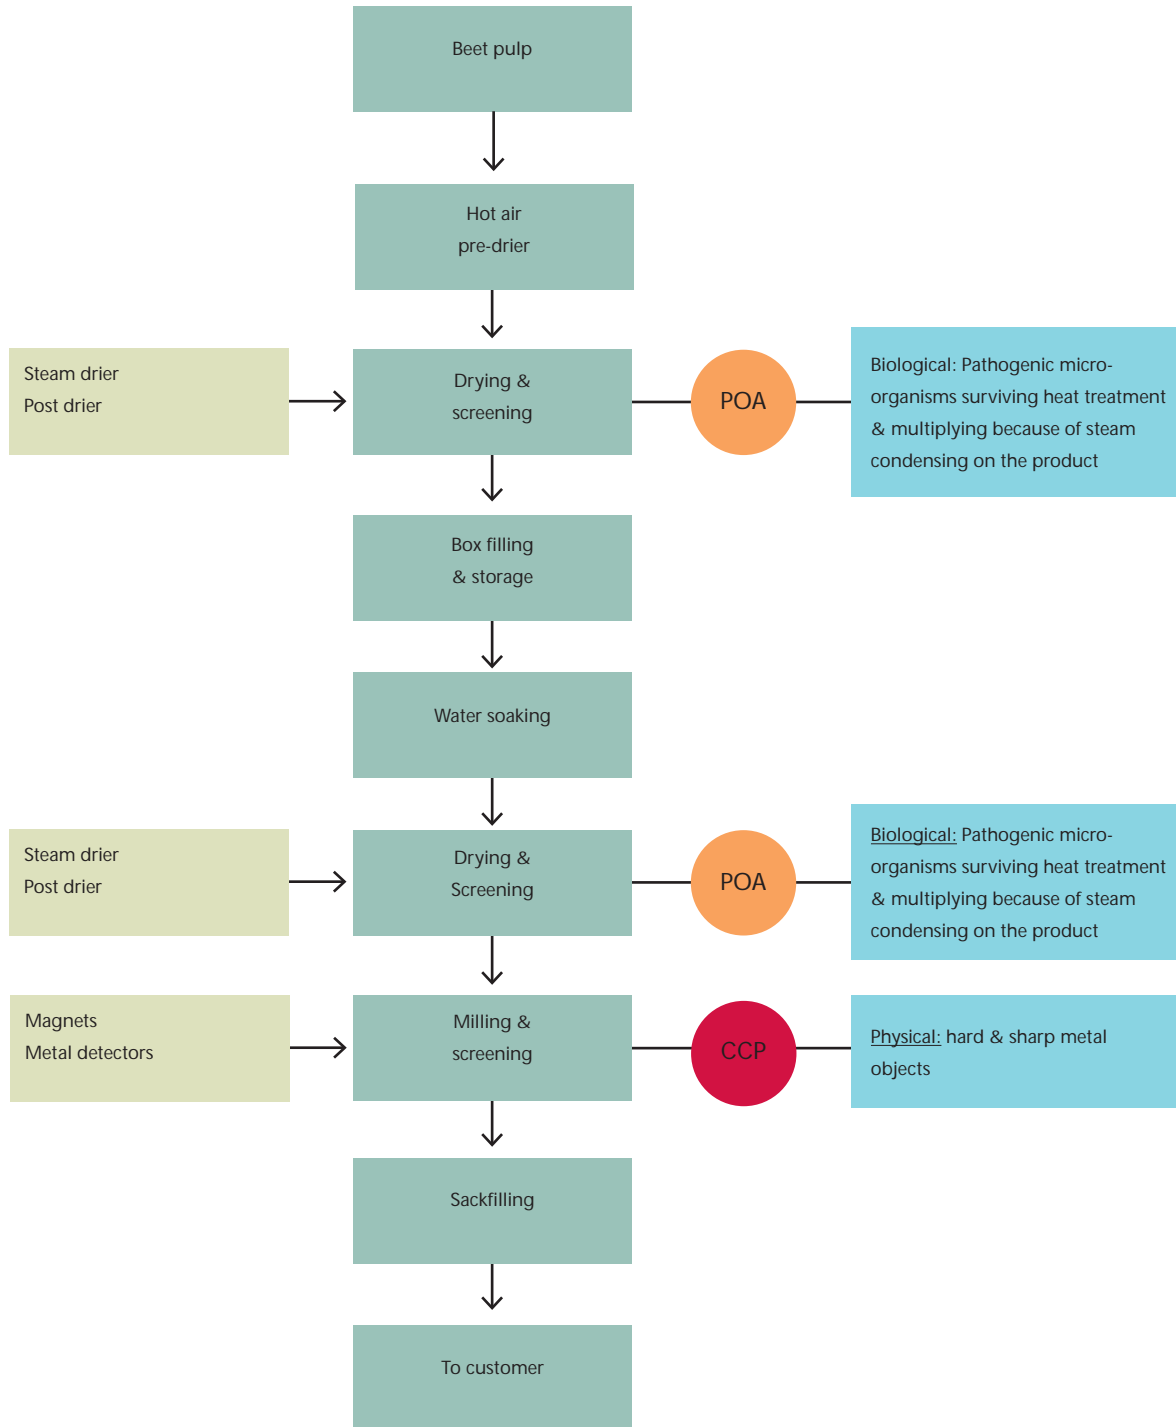 Beet pulp
Hot air
pre-drier
Steam drier
Post drier
Drying &
screening
POA
Biological: Pathogenic micro-
organisms surviving heat treatment
& multiplying because of steam
condensing on the product
Box filling
& storage
Water soaking
Steam drier
Post drier
Drying &
Screening
POA
Biological: Pathogenic micro-
organisms surviving heat treatment
& multiplying because of steam
condensing on the product
Magnets
Metal detectors
Milling &
screening
CCP
Physical: hard & sharp metal
objects
Sackfilling
To customer